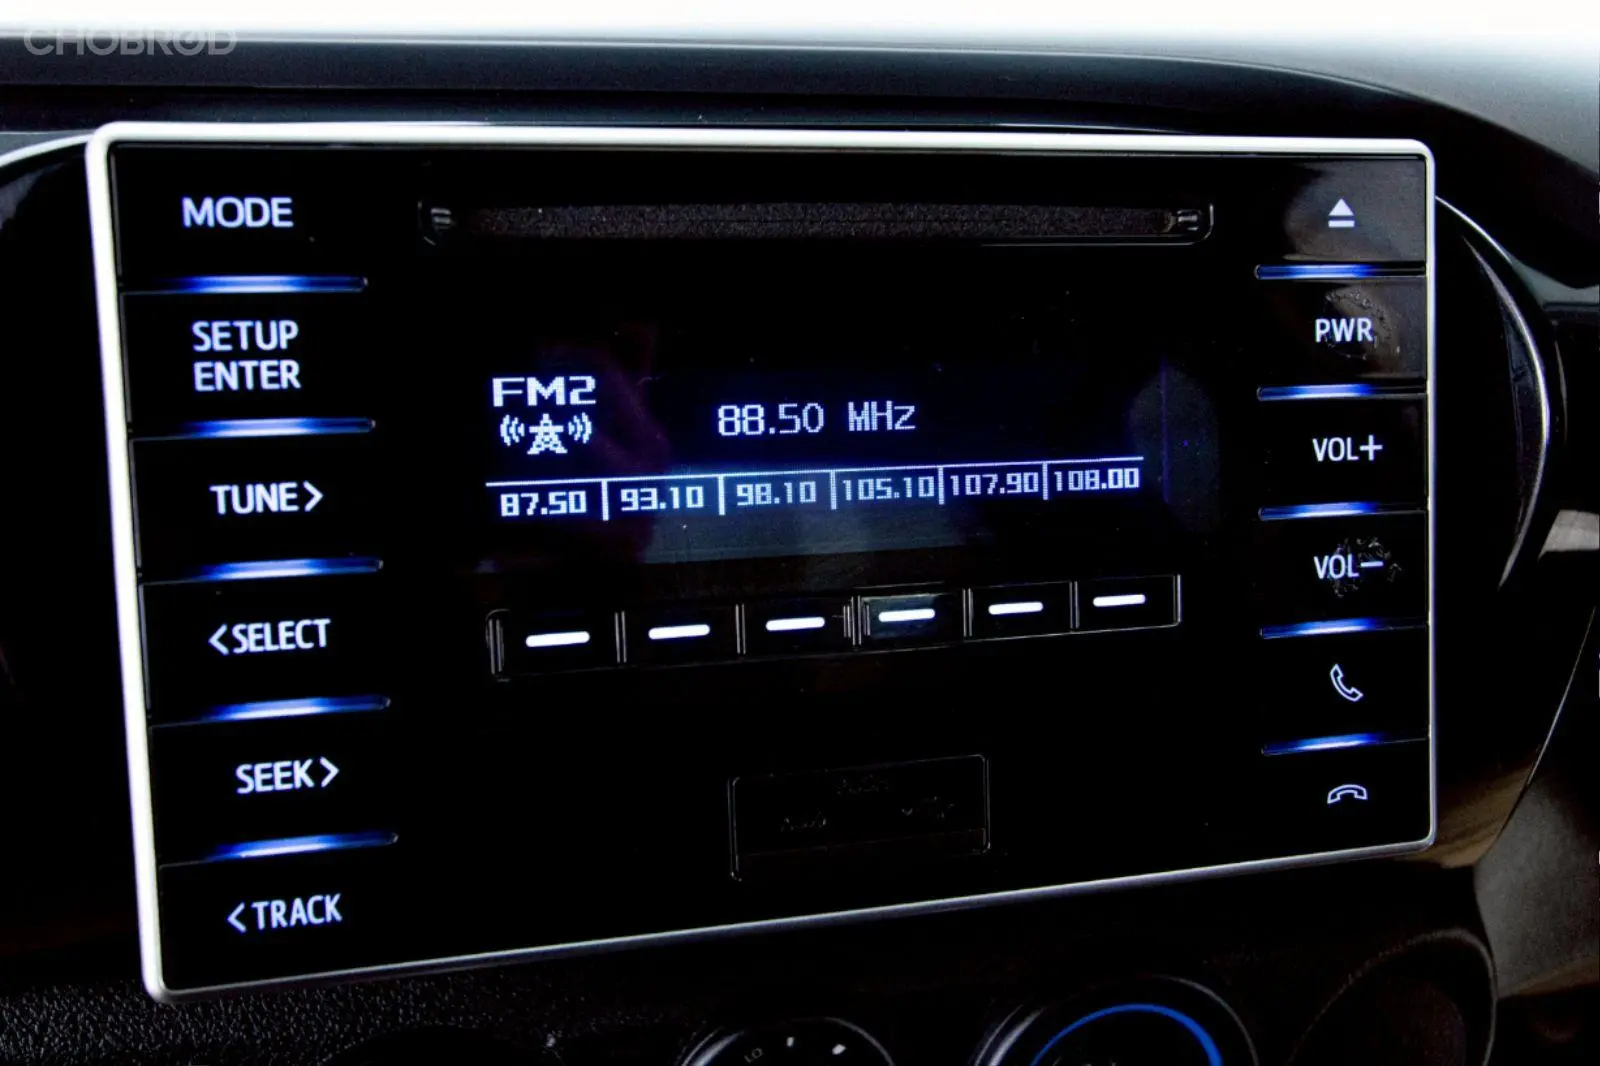 CHOBROD
MODE
SETUP
ENTER
TUNE>
<SELECT
SEEK>
<TRACK
FM2
88.50 MHz
87.50 93.10 98.10 105.10 107.90 108.00
PWR
VOL+
VOL−
LO